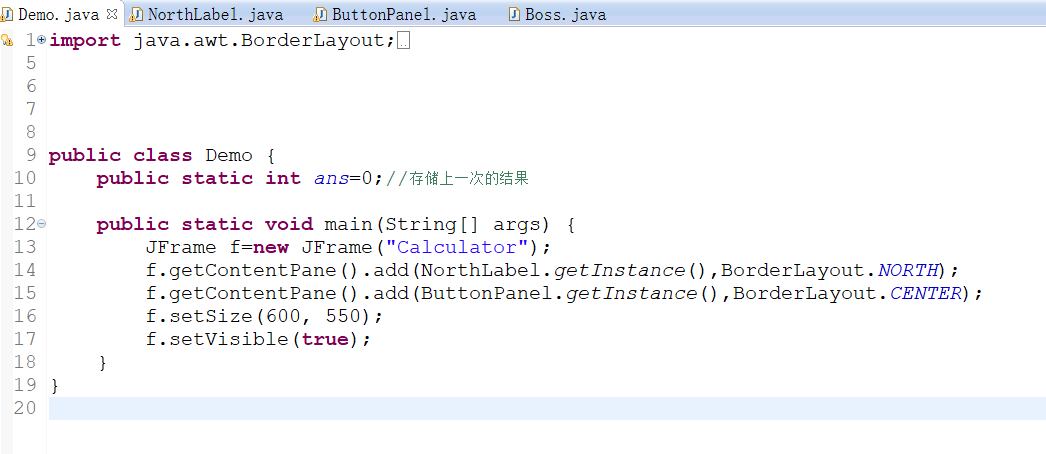 Demo.java NorthLabel.java ButtonPanel.java Boss.java
1 import java.awt.BorderLayout;
5
6
7
8
9 public class Demo {
10 public static int ans=0;//存储上一次的结果
11
12 public static void main(String[] args) {
13 JFrame f=new JFrame("Calculator");
14 f.getContentPane().add(NorthLabel.getInstance(),BorderLayout.NORTH);
15 f.getContentPane().add(ButtonPanel.getInstance(),BorderLayout.CENTER);
16 f.setSize(600, 550);
17 f.setVisible(true);
18 }
19 }
20